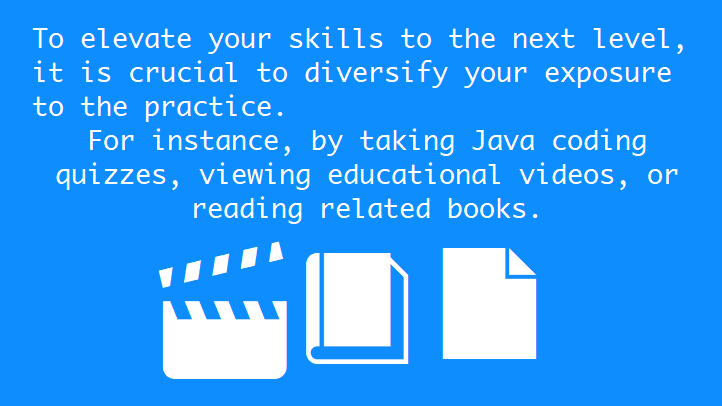 To elevate your skills to the next level,
it is crucial to diversify your exposure
to the practice.
For instance, by taking Java coding
quizzes, viewing educational videos, or
reading related books.